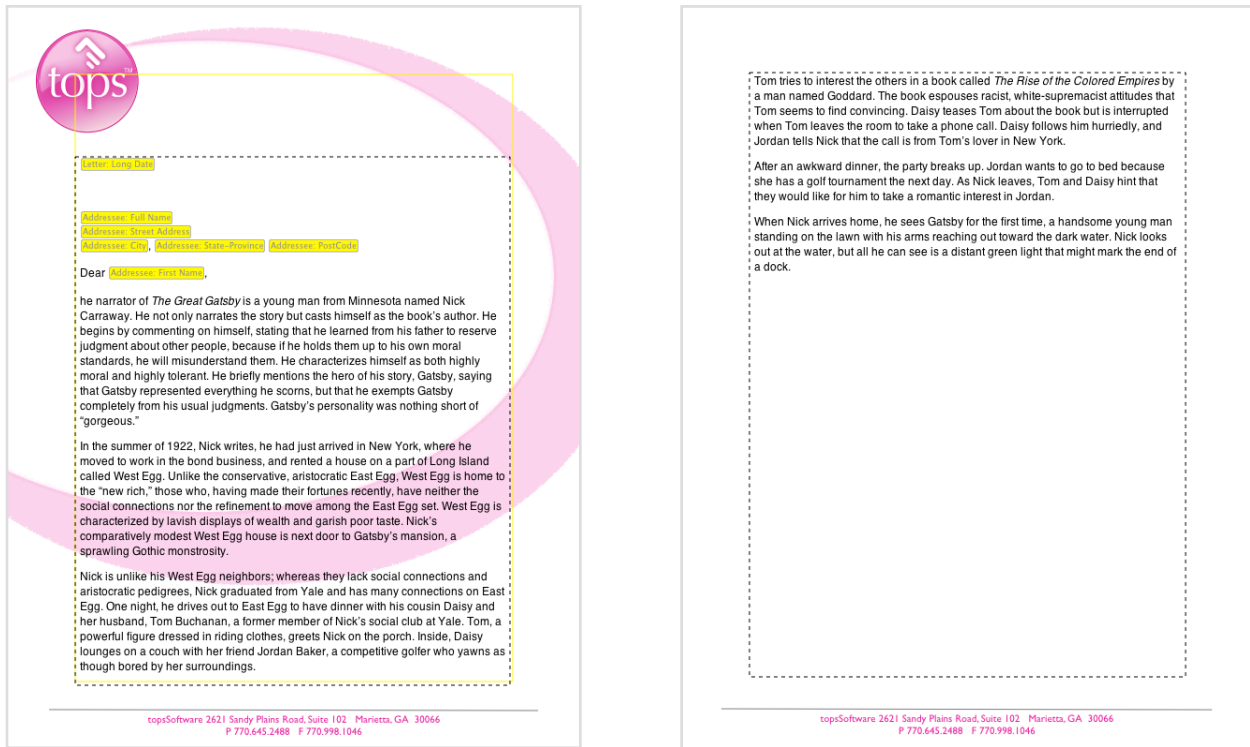 tops™
Letter: Long Date
Addressee: Full Name
Addressee: Street Address
Addressee: City, Addressee: State-Province Addressee: PostCode
Dear Addressee: First Name,
he narrator of The Great Gatsby is a young man from Minnesota named Nick
Carraway. He not only narrates the story but casts himself as the book's author. He
begins by commenting on himself, stating that he learned from his father to reserve
judgment about other people, because if he holds them up to his own moral
standards, he will misunderstand them. He characterizes himself as both highly
moral and highly tolerant. He briefly mentions the hero of his story, Gatsby, saying
that Gatsby represented everything he scorns, but that he exempts Gatsby
completely from his usual judgments. Gatsby's personality was nothing short of
“gorgeous.”
In the summer of 1922, Nick writes, he had just arrived in New York, where he
moved to work in the bond business, and rented a house on a part of Long Island
called West Egg. Unlike the conservative, aristocratic East Egg, West Egg is home to
the “new rich,” those who, having made their fortunes recently, have neither the
social connections nor the refinement to move among the East Egg set. West Egg is
characterized by lavish displays of wealth and garish poor taste. Nick's
comparatively modest West Egg house is next door to Gatsby's mansion, a
sprawling Gothic monstrosity.
Nick is unlike his West Egg neighbors; whereas they lack social connections and
aristocratic pedigrees, Nick graduated from Yale and has many connections on East
Egg. One night, he drives out to East Egg to have dinner with his cousin Daisy and
her husband, Tom Buchanan, a former member of Nick's social club at Yale. Tom, a
powerful figure dressed in riding clothes, greets Nick on the porch. Inside, Daisy
lounges on a couch with her friend Jordan Baker, a competitive golfer who yawns as
though bored by her surroundings.
topsSoftware 2621 Sandy Plains Road, Suite 102 Marietta, GA 30066
P 770.645.2488 F 770.998.1046
Tom tries to interest the others in a book called The Rise of the Colored Empires by
a man named Goddard. The book espouses racist, white-supremacist attitudes that
Tom seems to find convincing. Daisy teases Tom about the book but is interrupted
when Tom leaves the room to take a phone call. Daisy follows him hurriedly, and
Jordan tells Nick that the call is from Tom's lover in New York.
After an awkward dinner, the party breaks up. Jordan wants to go to bed because
she has a golf tournament the next day. As Nick leaves, Tom and Daisy hint that
they would like for him to take a romantic interest in Jordan.
When Nick arrives home, he sees Gatsby for the first time, a handsome young man
standing on the lawn with his arms reaching out toward the dark water. Nick looks
out at the water, but all he can see is a distant green light that might mark the end of
a dock.
topsSoftware 2621 Sandy Plains Road, Suite 102 Marietta, GA 30066
P 770.645.2488 F 770.998.1046